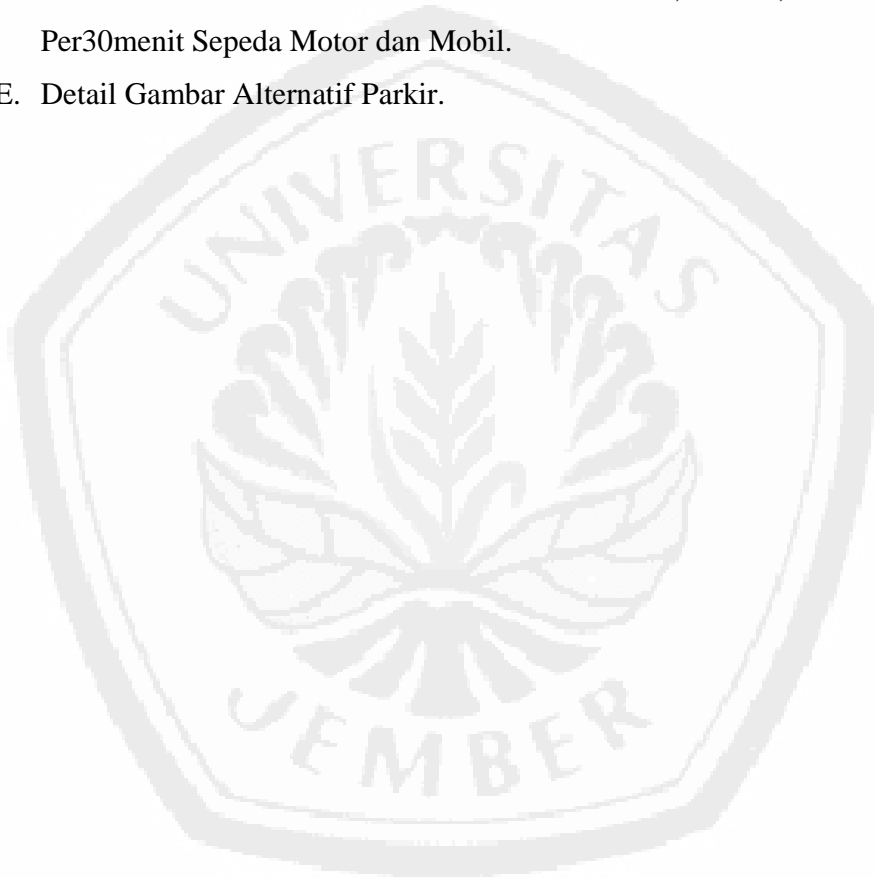 Per30menit Sepeda Motor dan Mobil.
E. Detail Gambar Alternatif Parkir.
UNIVERSITAS
JEMBER